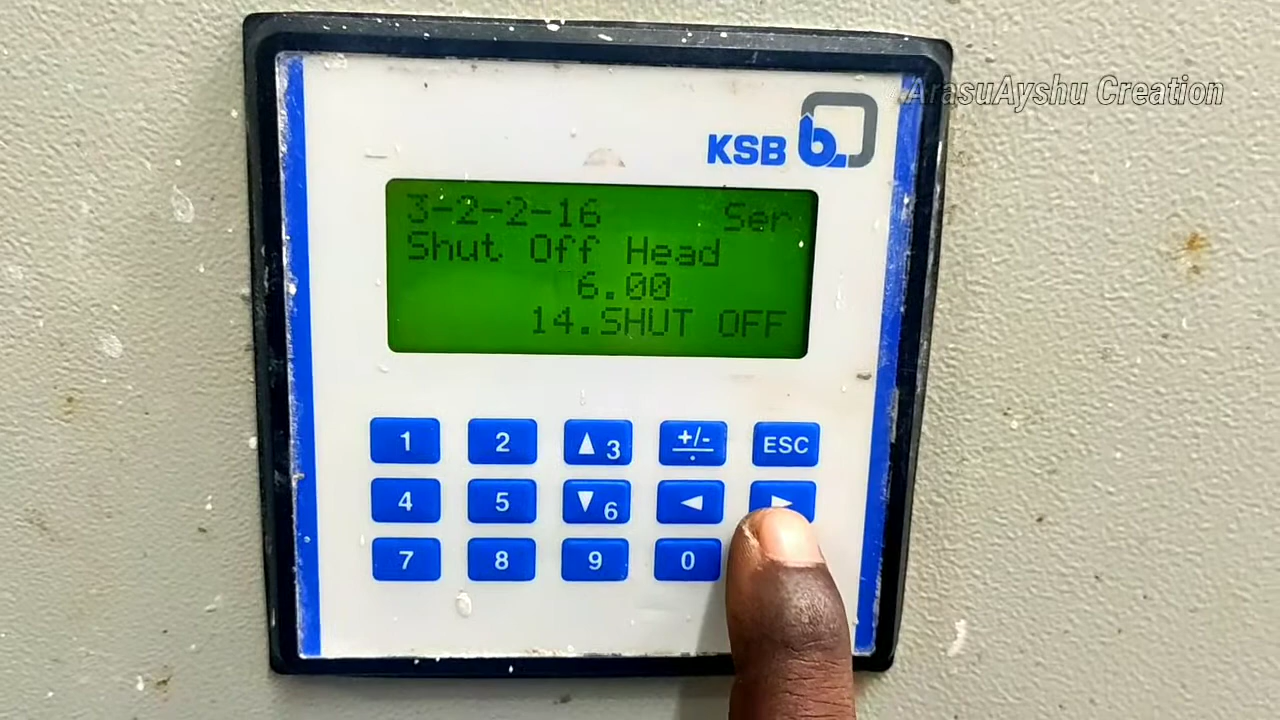 ArasuAyshu Creation
KSB
3-2-2-16 Ser
Shut Off Head
6.00
14.SHUT OFF
1 2 ▲ 3 +/- . ESC
4 5 ▼ 6 ◄ ►
7 8 9 0